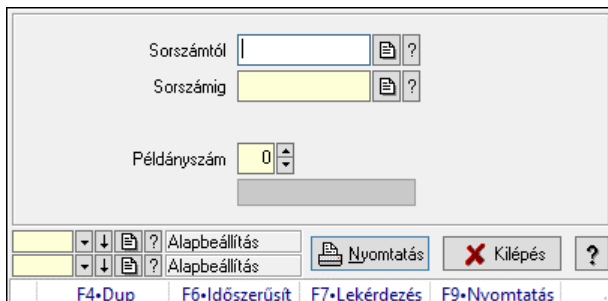 Sorszámtól ?
Sorszámig ?
Példányszám 0
? Alapbeállítás
? Alapbeállítás
Nyomtatás Kilépés ?
F4•Dup F6•Időszerűsít F7•Lekérdezés F9•Nyomtatás